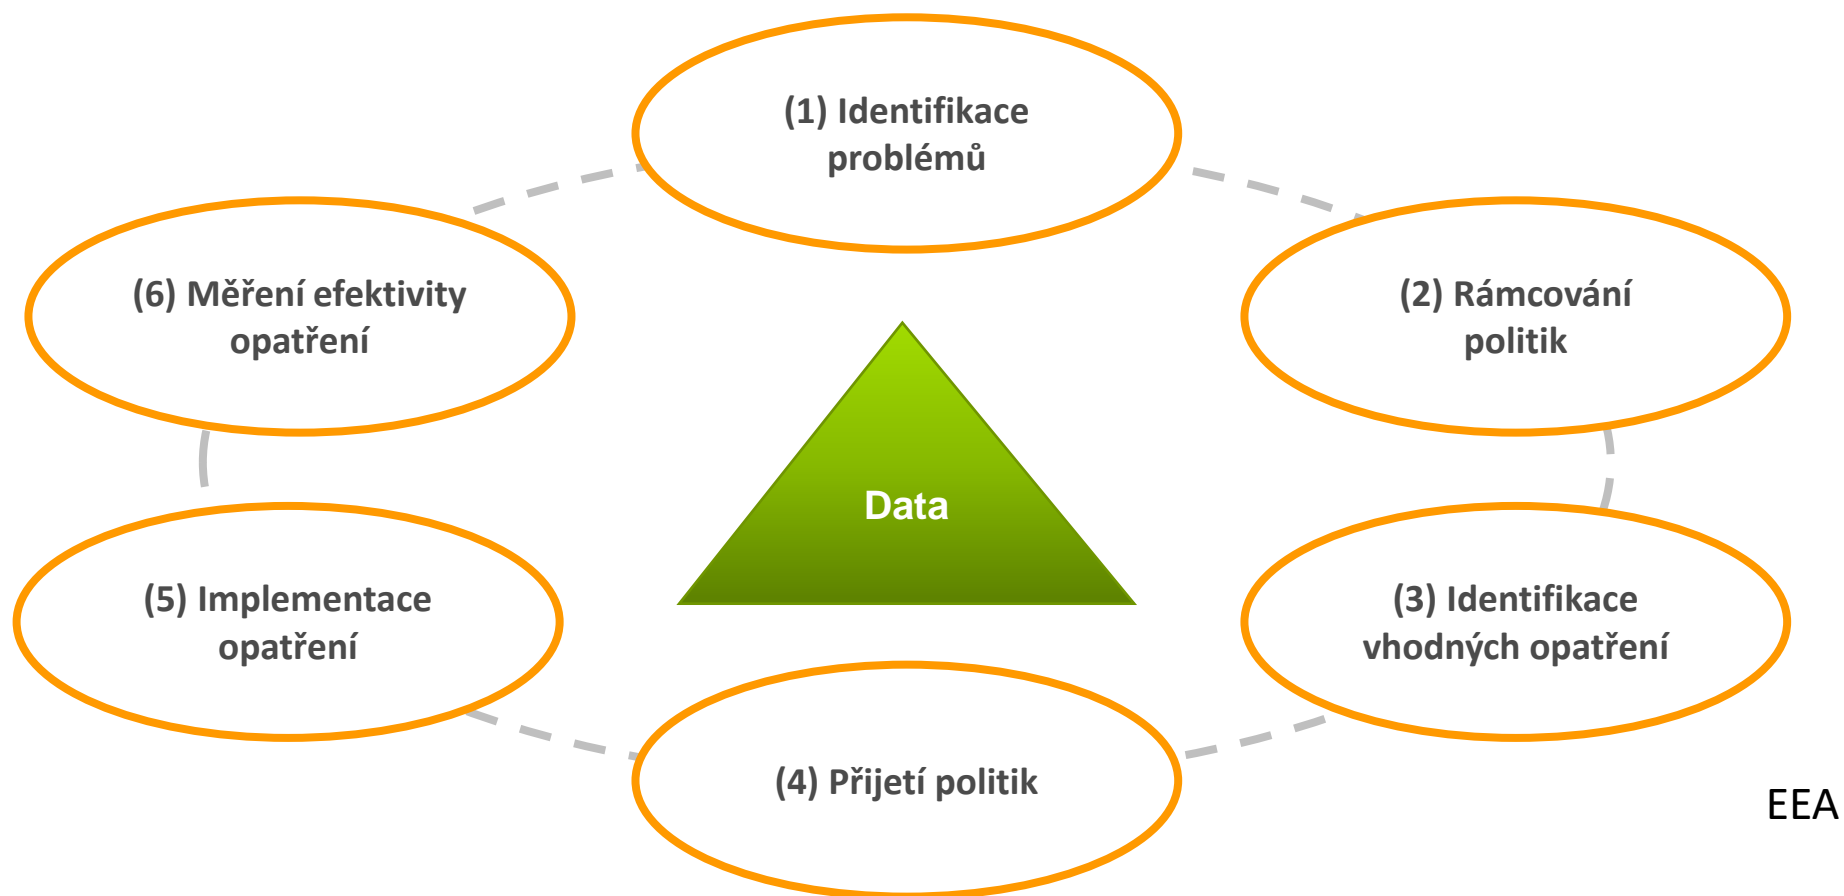 (1) Identifikace
problémů
(2) Rámcování
politik
(3) Identifikace
vhodných opatření
(4) Přijetí politik
(5) Implementace
opatření
(6) Měření efektivity
opatření
Data
EEA